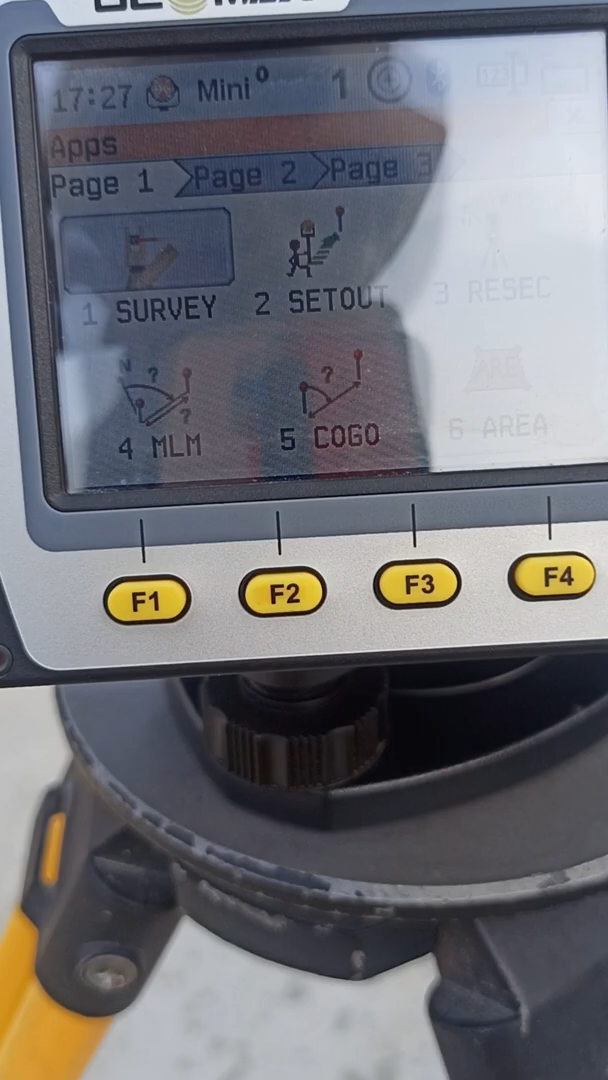 17:27 Mini° 1
Apps
Page 1 Page 2 Page 3
1 SURVEY 2 SETOUT 3 RESEC
? ?
?
4 MLM 5 COGO 6 AREA
F1 F2 F3 F4